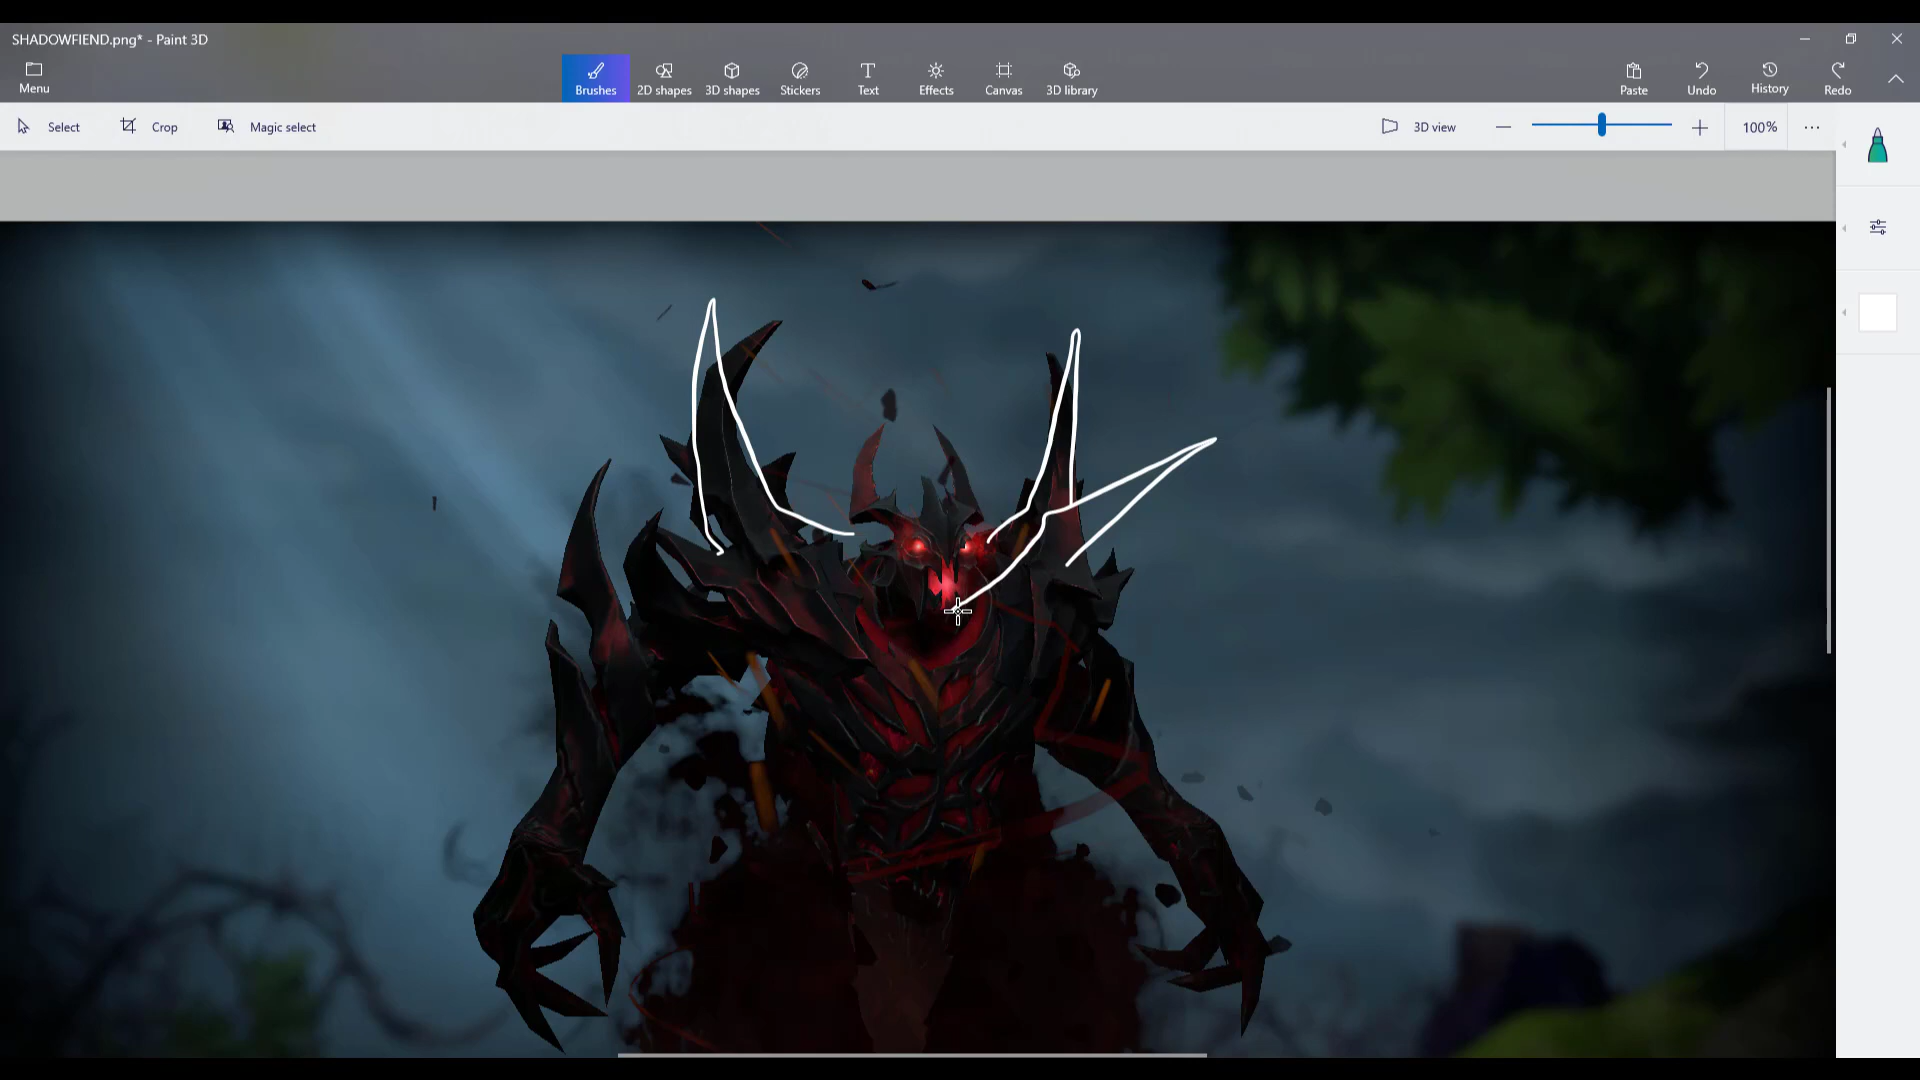 SHADOWFIEND.png* - Paint 3D
Menu
Brushes
2D shapes
3D shapes
Stickers
Text
Effects
Canvas
3D library
Paste
Undo
History
Redo
Select
Crop
Magic select
3D view
100%